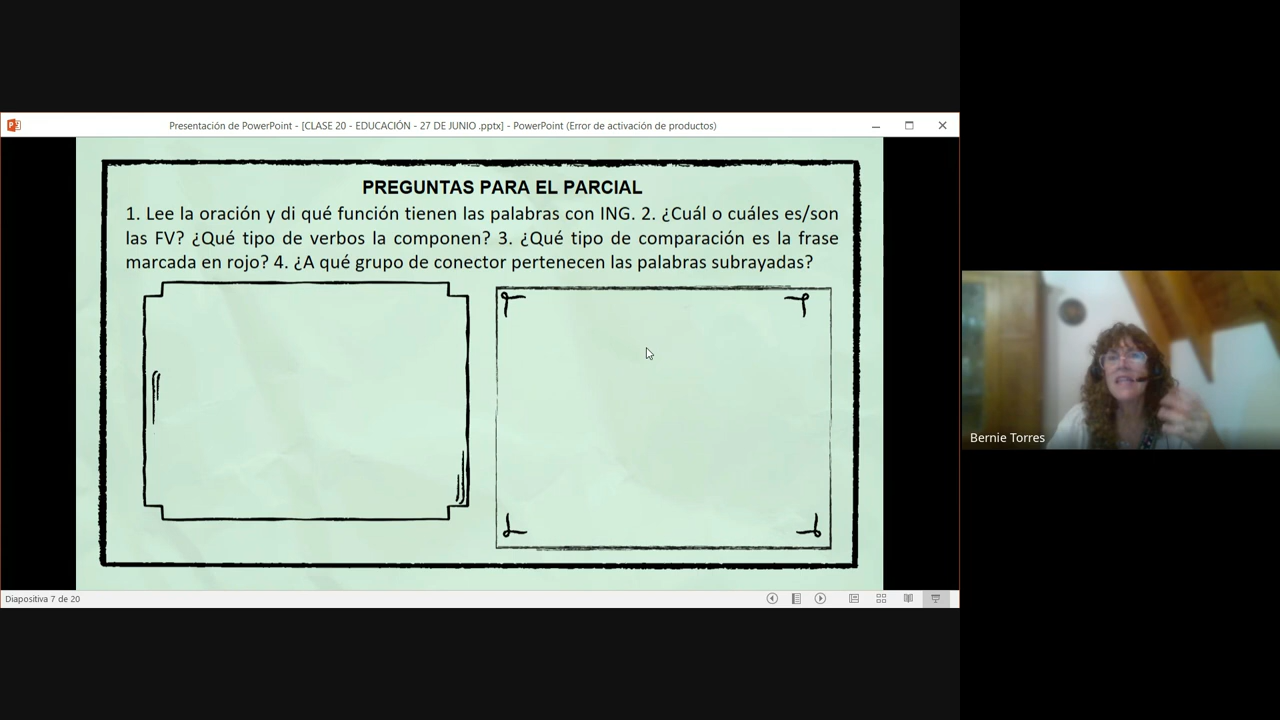 Presentación de PowerPoint - [CLASE 20 - EDUCACIÓN - 27 DE JUNIO .pptx] - PowerPoint (Error de activación de productos)
PREGUNTAS PARA EL PARCIAL
1. Lee la oración y di qué función tienen las palabras con ING. 2. ¿Cuál o cuáles es/son
las FV? ¿Qué tipo de verbos la componen? 3. ¿Qué tipo de comparación es la frase
marcada en rojo? 4. ¿A qué grupo de conector pertenecen las palabras subrayadas?
Bernie Torres
Diapositiva 7 de 20